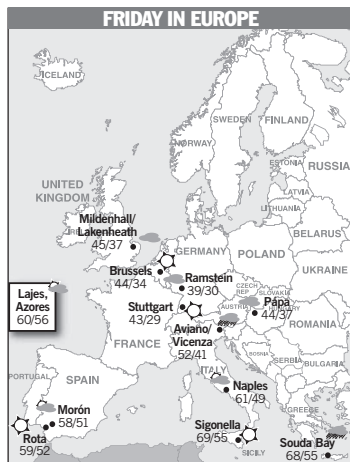 FRIDAY IN EUROPE
ICELAND
SWEDEN
FINLAND
NORWAY
ESTONIA
RUSSIA
LATVIA
LITHUANIA
UNITED
KINGDOM
Mildenhall/
Lakenheath
45/37
BELARUS
GERMANY
POLAND
Brussels
44/34
Ramstein
39/30
UKRAINE
CZECH
REP
SLOVAKIA
Lajes,
Azores
60/56
Stuttgart
43/29
AUSTRIA
Pápa
44/37
Aviano/
Vicenza
52/41
ROMANIA
FRANCE
BOSNIA
SERBIA
BULGARIA
ITALY
PORTUGAL
SPAIN
Naples
61/49
Morón
58/51
GREECE
Sigonella
69/55
Rota
59/52
SICILY
Souda Bay
68/55